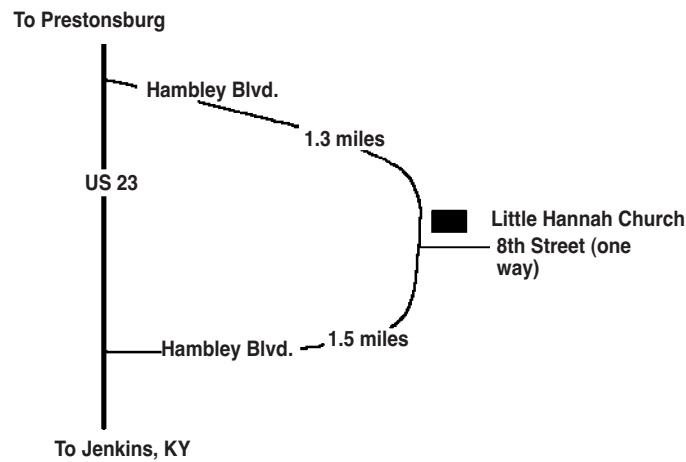 To Prestonsburg
Hambley Blvd.
1.3 miles
US 23
Little Hannah Church
8th Street (one
way)
1.5 miles
Hambley Blvd.
To Jenkins, KY